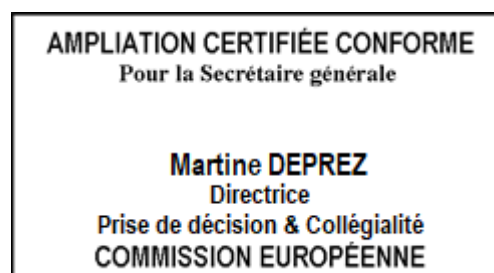 AMPLIATION CERTIFIÉE CONFORME
Pour la Secrétaire générale
Martine DEPREZ
Directrice
Prise de décision & Collégialité
COMMISSION EUROPÉENNE